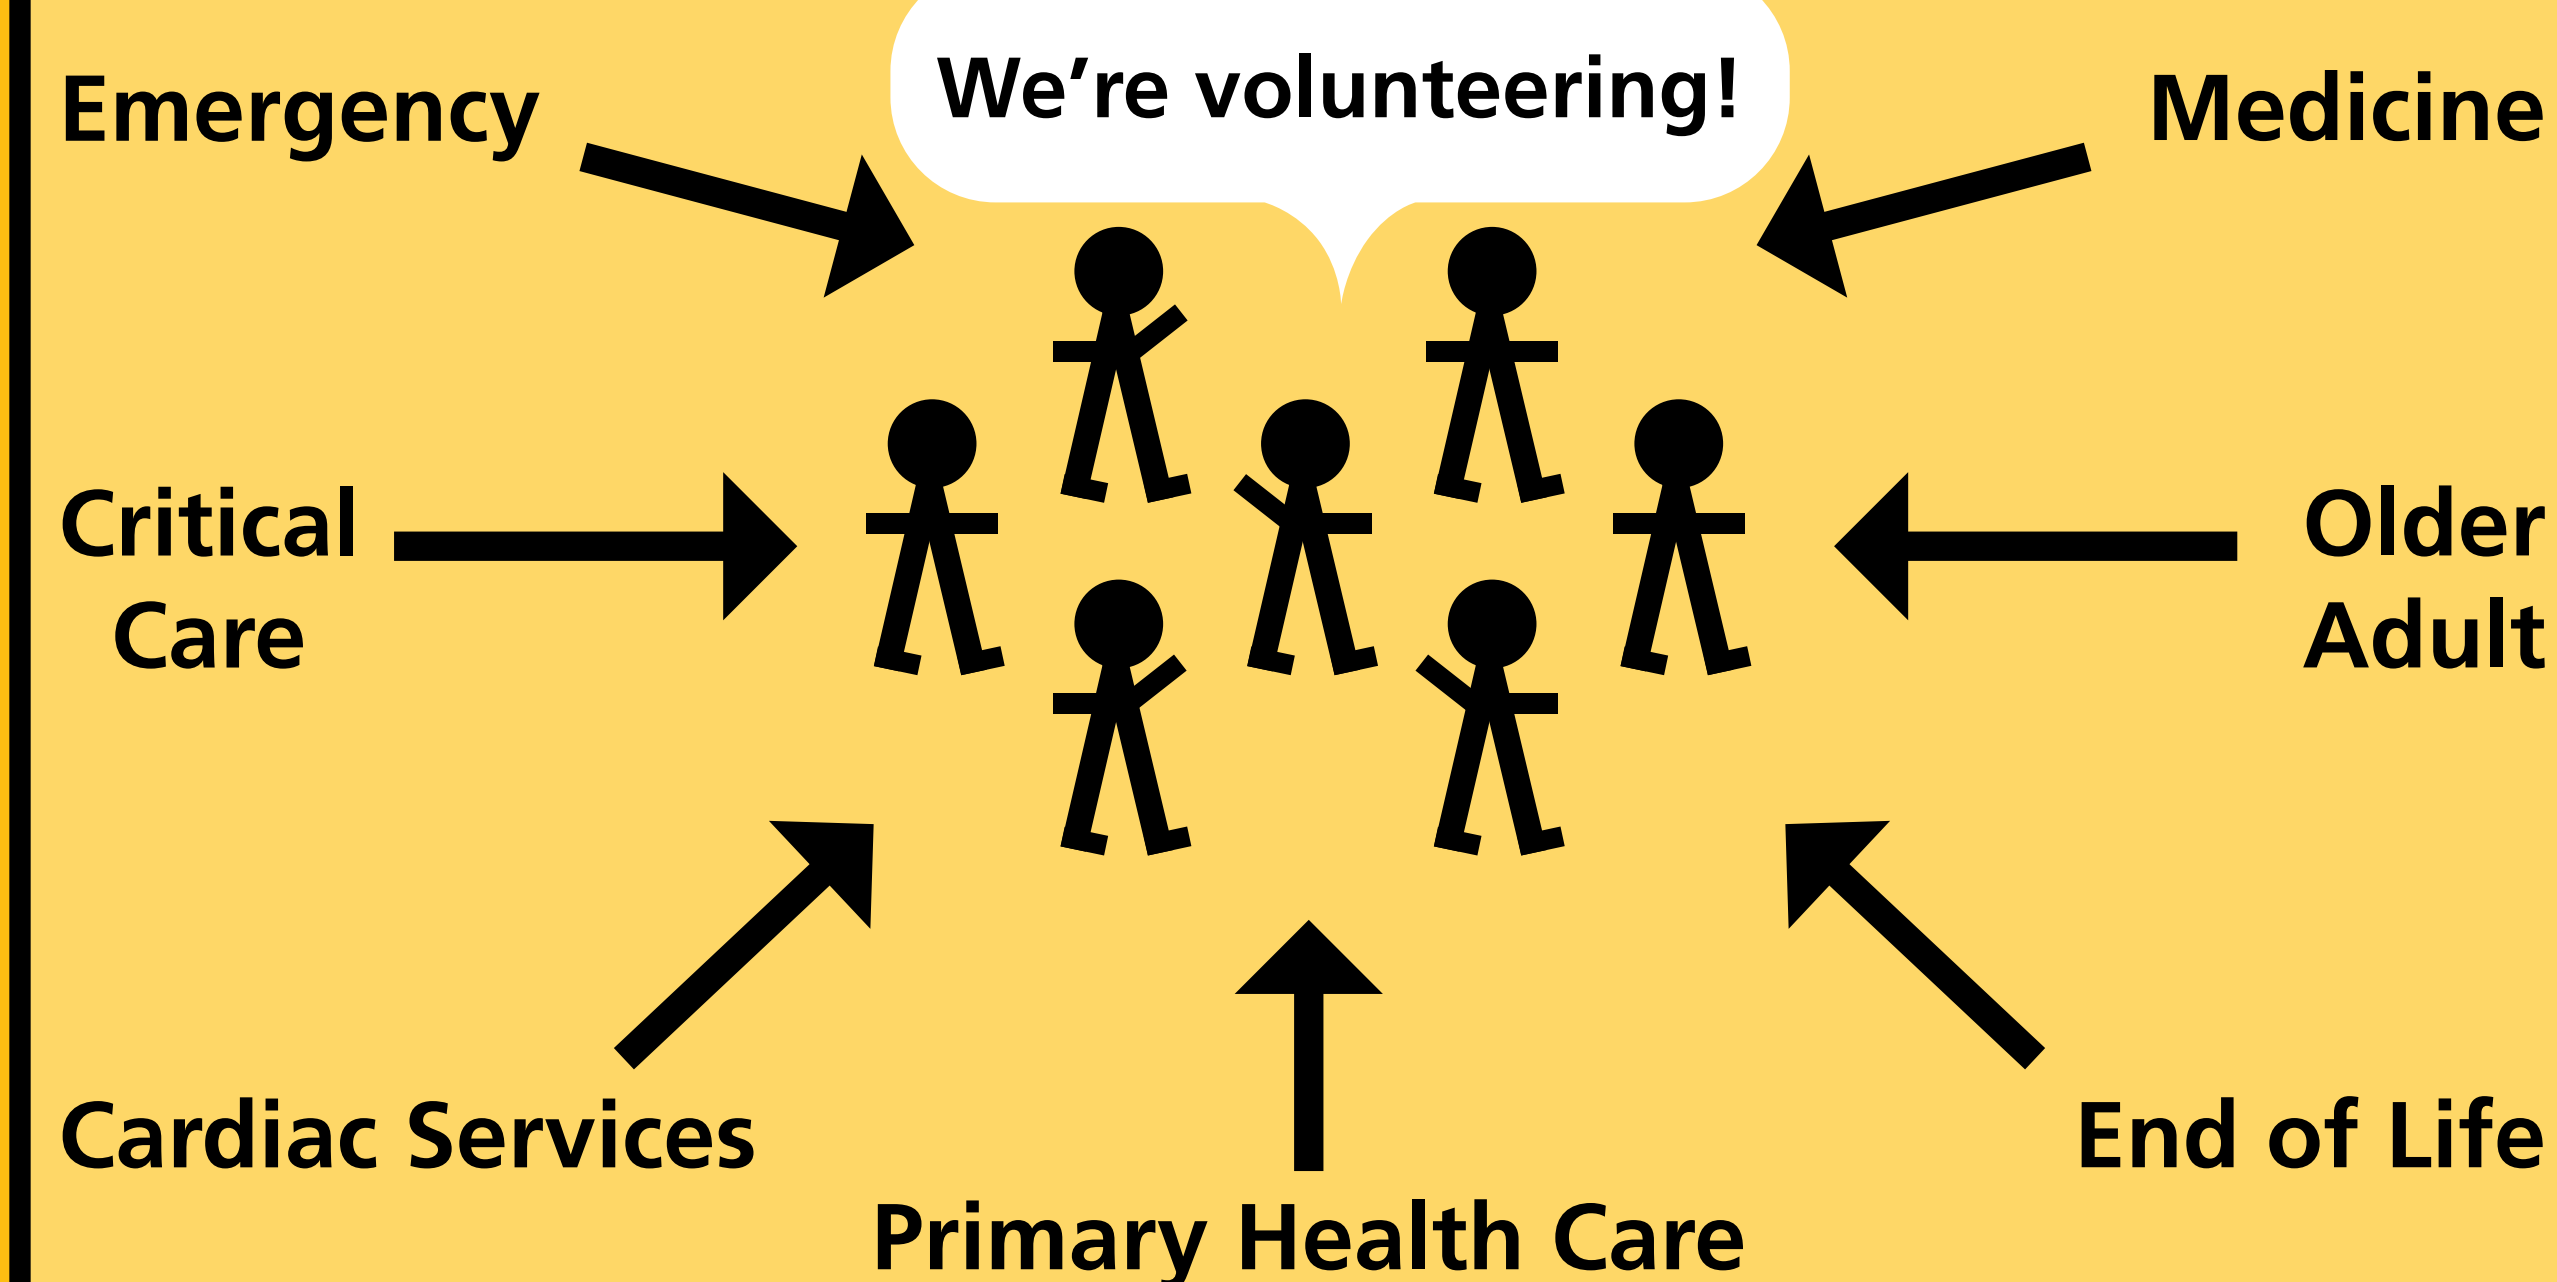 We’re volunteering!
Emergency
Medicine
Critical
Care
Older
Adult
Cardiac Services
End of Life
Primary Health Care